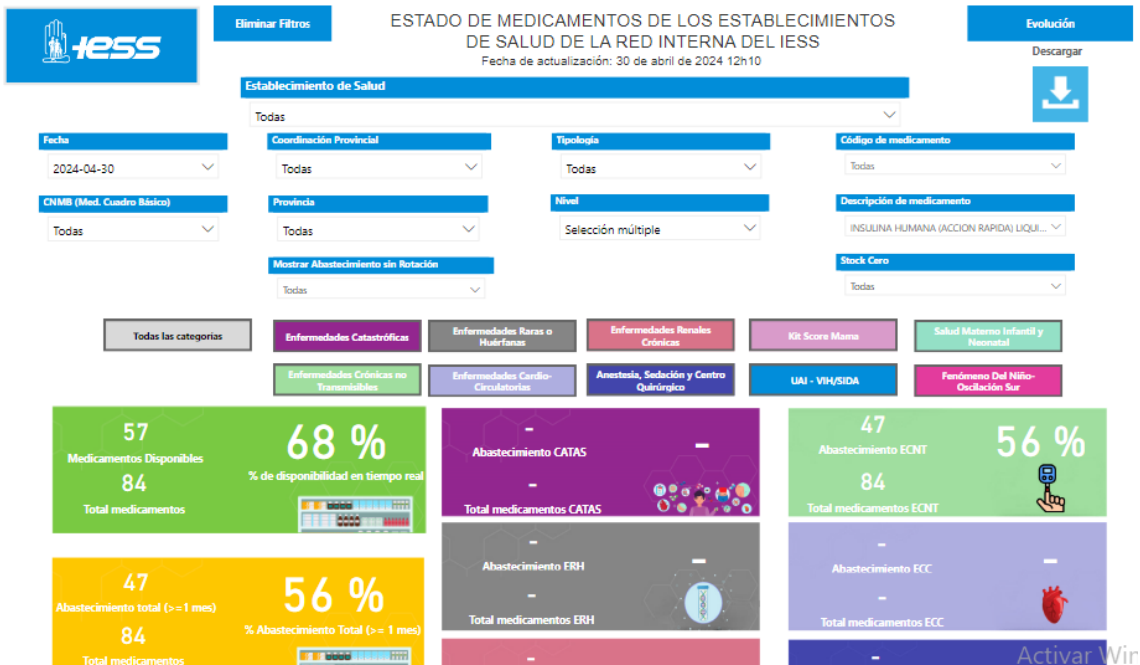 iess
Eliminar Filtros
ESTADO DE MEDICAMENTOS DE LOS ESTABLECIMIENTOS
DE SALUD DE LA RED INTERNA DEL IESS
Fecha de actualización: 30 de abril de 2024 12h10
Evolución
Descargar
Establecimiento de Salud
Todas
Fecha
2024-04-30
Coordinación Provincial
Todas
Tipología
Todas
Código de medicamento
Todas
CNMB (Med. Cuadro Básico)
Todas
Provincia
Todas
Nivel
Selección múltiple
Descripción de medicamento
INSULINA HUMANA (ACCION RAPIDA) LIQUI...
Mostrar Abastecimiento sin Rotación
Todas
Stock Cero
Todas
Todas las categorias
Enfermedades Catastróficas
Enfermedades Raras o
Huérfanas
Enfermedades Renales
Crónicas
Kit Score Mama
Salud Materno Infantil y
Neonatal
Enfermedades Crónicas no
Transmisibles
Enfermedades Cardio-
Circulatorias
Anestesia, Sedación y Centro
Quirúrgico
UAI - VIH/SIDA
Fenómeno Del Niño-
Oscilación Sur
57
Medicamentos Disponibles
84
Total medicamentos
68 %
% de disponibilidad en tiempo real
-
Abastecimiento CATAS
-
Total medicamentos CATAS
-
47
Abastecimiento ECNT
84
Total medicamentos ECNT
56 %
47
Abastecimiento total (>=1 mes)
84
Total medicamentos
56 %
% Abastecimiento Total (>= 1 mes)
-
Abastecimiento ERH
-
Total medicamentos ERH
-
-
Abastecimiento ECC
-
Total medicamentos ECC
-
-
-
Activar Win